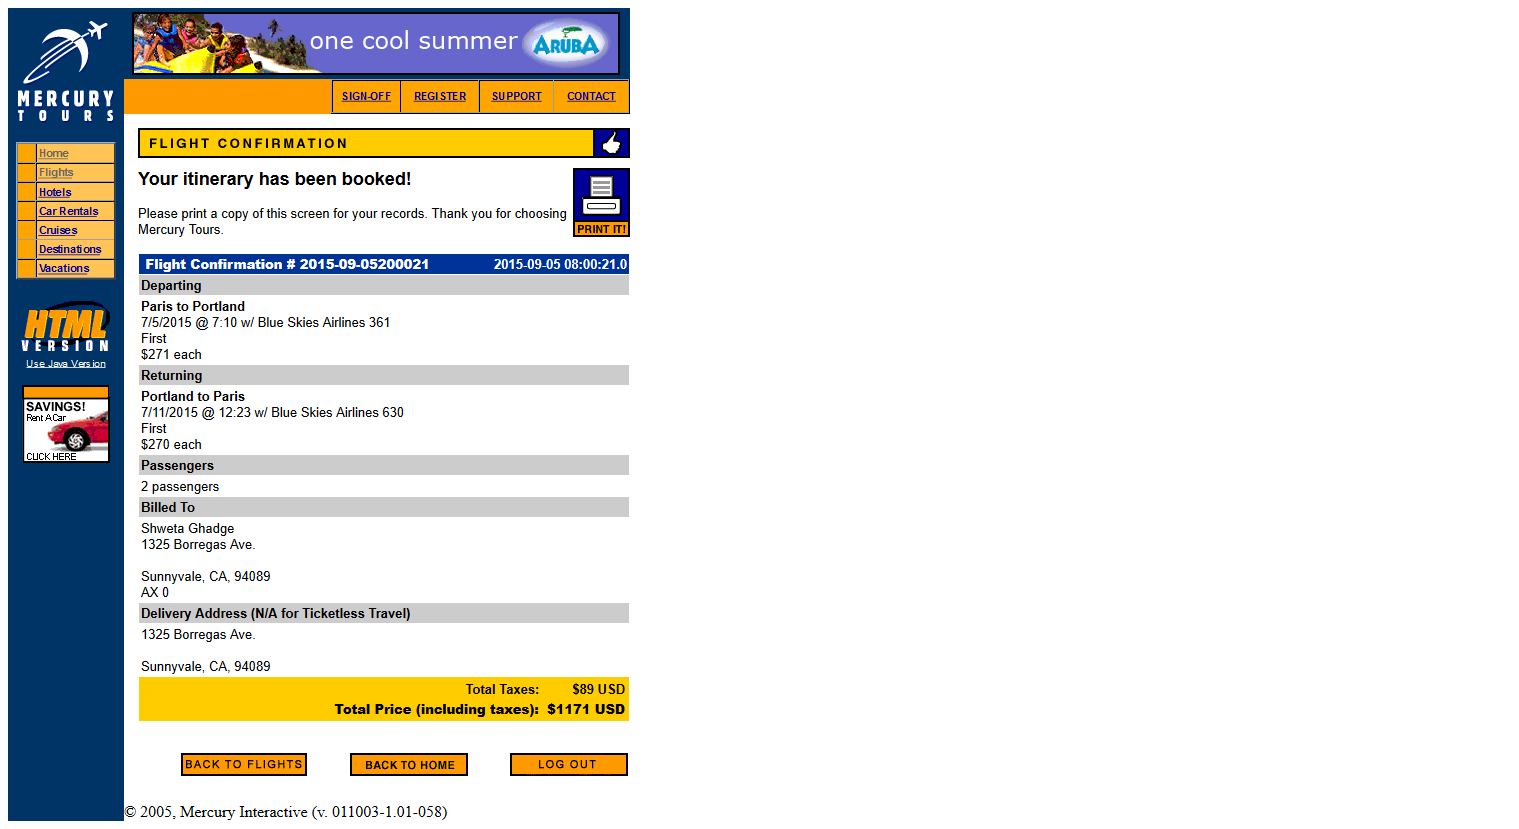 one cool summer ARUBA
MERCURY
TOURS
SIGN-OFF REGISTER SUPPORT CONTACT
Home
Flights
Hotels
Car Rentals
Cruises
Destinations
Vacations
HTML
VERSION
Use Java Version
SAVINGS!
Rent A Car
CLICK HERE
FLIGHT CONFIRMATION
Your itinerary has been booked!
Please print a copy of this screen for your records. Thank you for choosing
Mercury Tours.
PRINT IT!
Flight Confirmation # 2015-09-05200021 2015-09-05 08:00:21.0
Departing
Paris to Portland
7/5/2015 @ 7:10 w/ Blue Skies Airlines 361
First
$271 each
Returning
Portland to Paris
7/11/2015 @ 12:23 w/ Blue Skies Airlines 630
First
$270 each
Passengers
2 passengers
Billed To
Shweta Ghadge
1325 Borregas Ave.
Sunnyvale, CA, 94089
AX 0
Delivery Address (N/A for Ticketless Travel)
1325 Borregas Ave.
Sunnyvale, CA, 94089
Total Taxes: $89 USD
Total Price (including taxes): $1171 USD
BACK TO FLIGHTS BACK TO HOME LOG OUT
© 2005, Mercury Interactive (v. 011003-1.01-058)